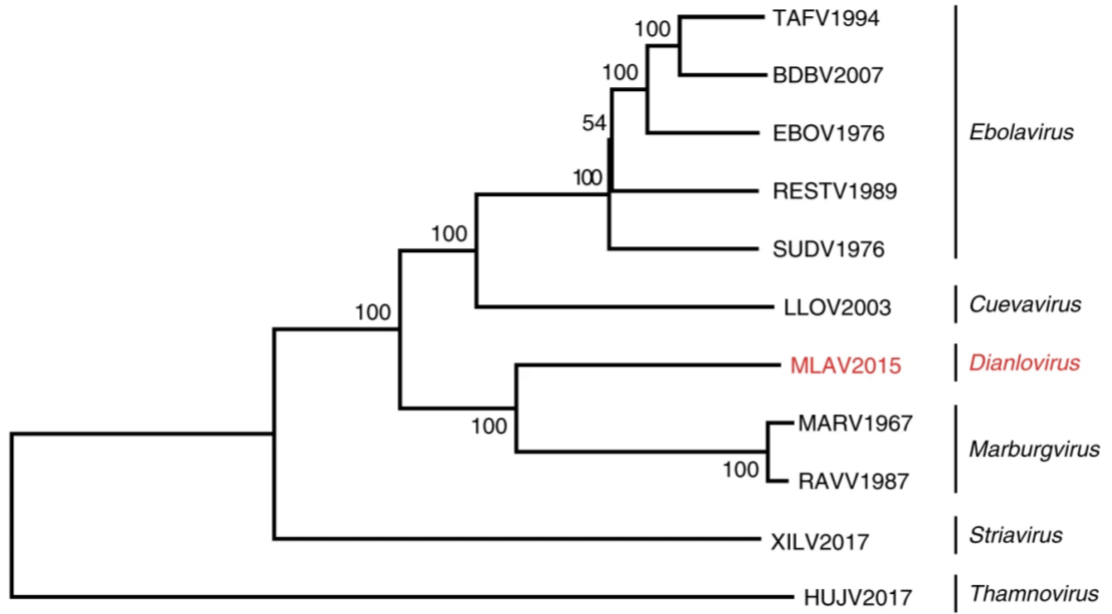 TAFV1994
100
BDBV2007
100
54
EBOV1976
Ebolavirus
100
RESTV1989
100
SUDV1976
100
LLOV2003
Cuevavirus
MLAV2015
Dianlovirus
100
MARV1967
Marburgvirus
100
RAVV1987
XILV2017
Striavirus
HUJV2017
Thamnovirus